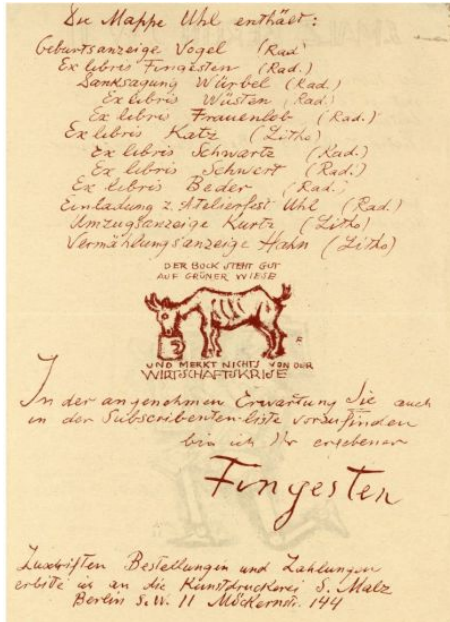 Die Mappe Uhl enthält:
Geburtsanzeige Vogel (Rad
Ex libris Fingesten (Rad.)
Danksagung Würbel (Rad.)
Ex libris Wüsten (Rad.)
Ex libris Frauenlob (Rad.)
Ex libris Katz (Litho)
Ex libris Schwartz (Rad.)
Ex libris Schwert (Rad.)
Ex libris Beder (Rad.)
Einladung z. Atelierfest Uhl (Rad.)
Umzugsanzeige Kurtz (Litho)
Vermählungsanzeige Hahn (Litho)
DER BOCK STEHT GUT
AUF GRÜNER WIESE
UND MERKT NICHTS VON DER
WIRTSCHAFTSKRISE
In der angenehmen Erwartung Sie auch
in der Subscribenten-liste vorzufinden
bin ich Ihr ergebener
Fingesten
Zuschriften Bestellungen und Zahlungen
erbitte ich an die Kunstdruckerei S. Malz
Berlin S.W. 11 Möckernstr. 144